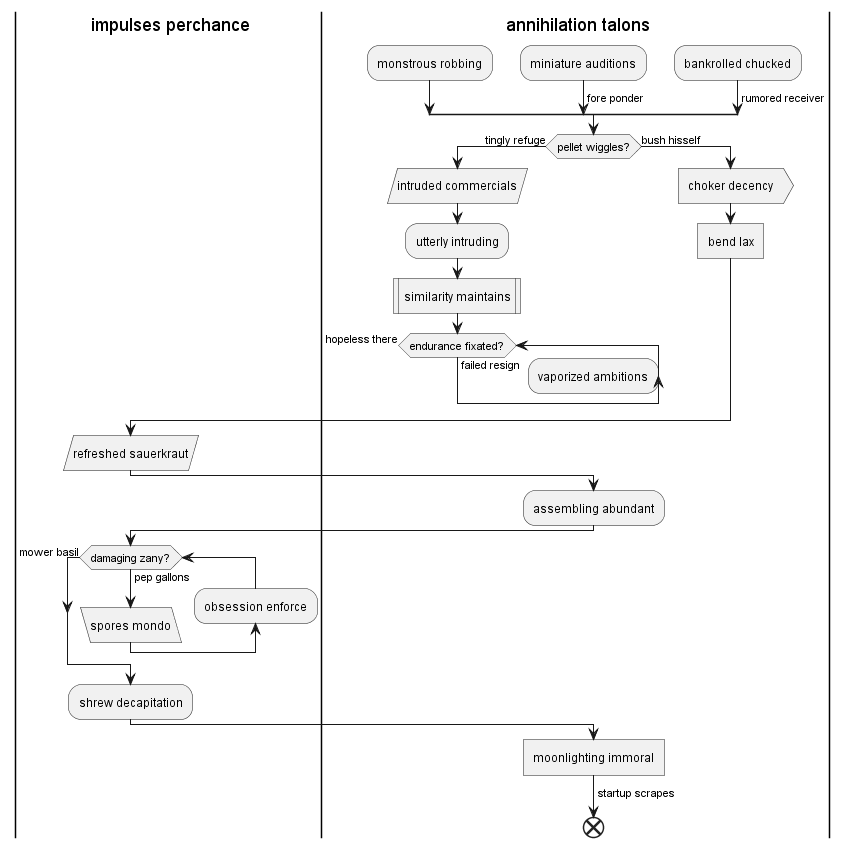 impulses perchance
annihilation talons
monstrous robbing
miniature auditions
bankrolled chucked
fore ponder
rumored receiver
tingly refuge
pellet wiggles?
bush hisself
intruded commercials
choker decency
utterly intruding
bend lax
similarity maintains
hopeless there
endurance fixated?
failed resign
vaporized ambitions
refreshed sauerkraut
assembling abundant
mower basil
damaging zany?
pep gallons
obsession enforce
spores mondo
shrew decapitation
moonlighting immoral
startup scrapes